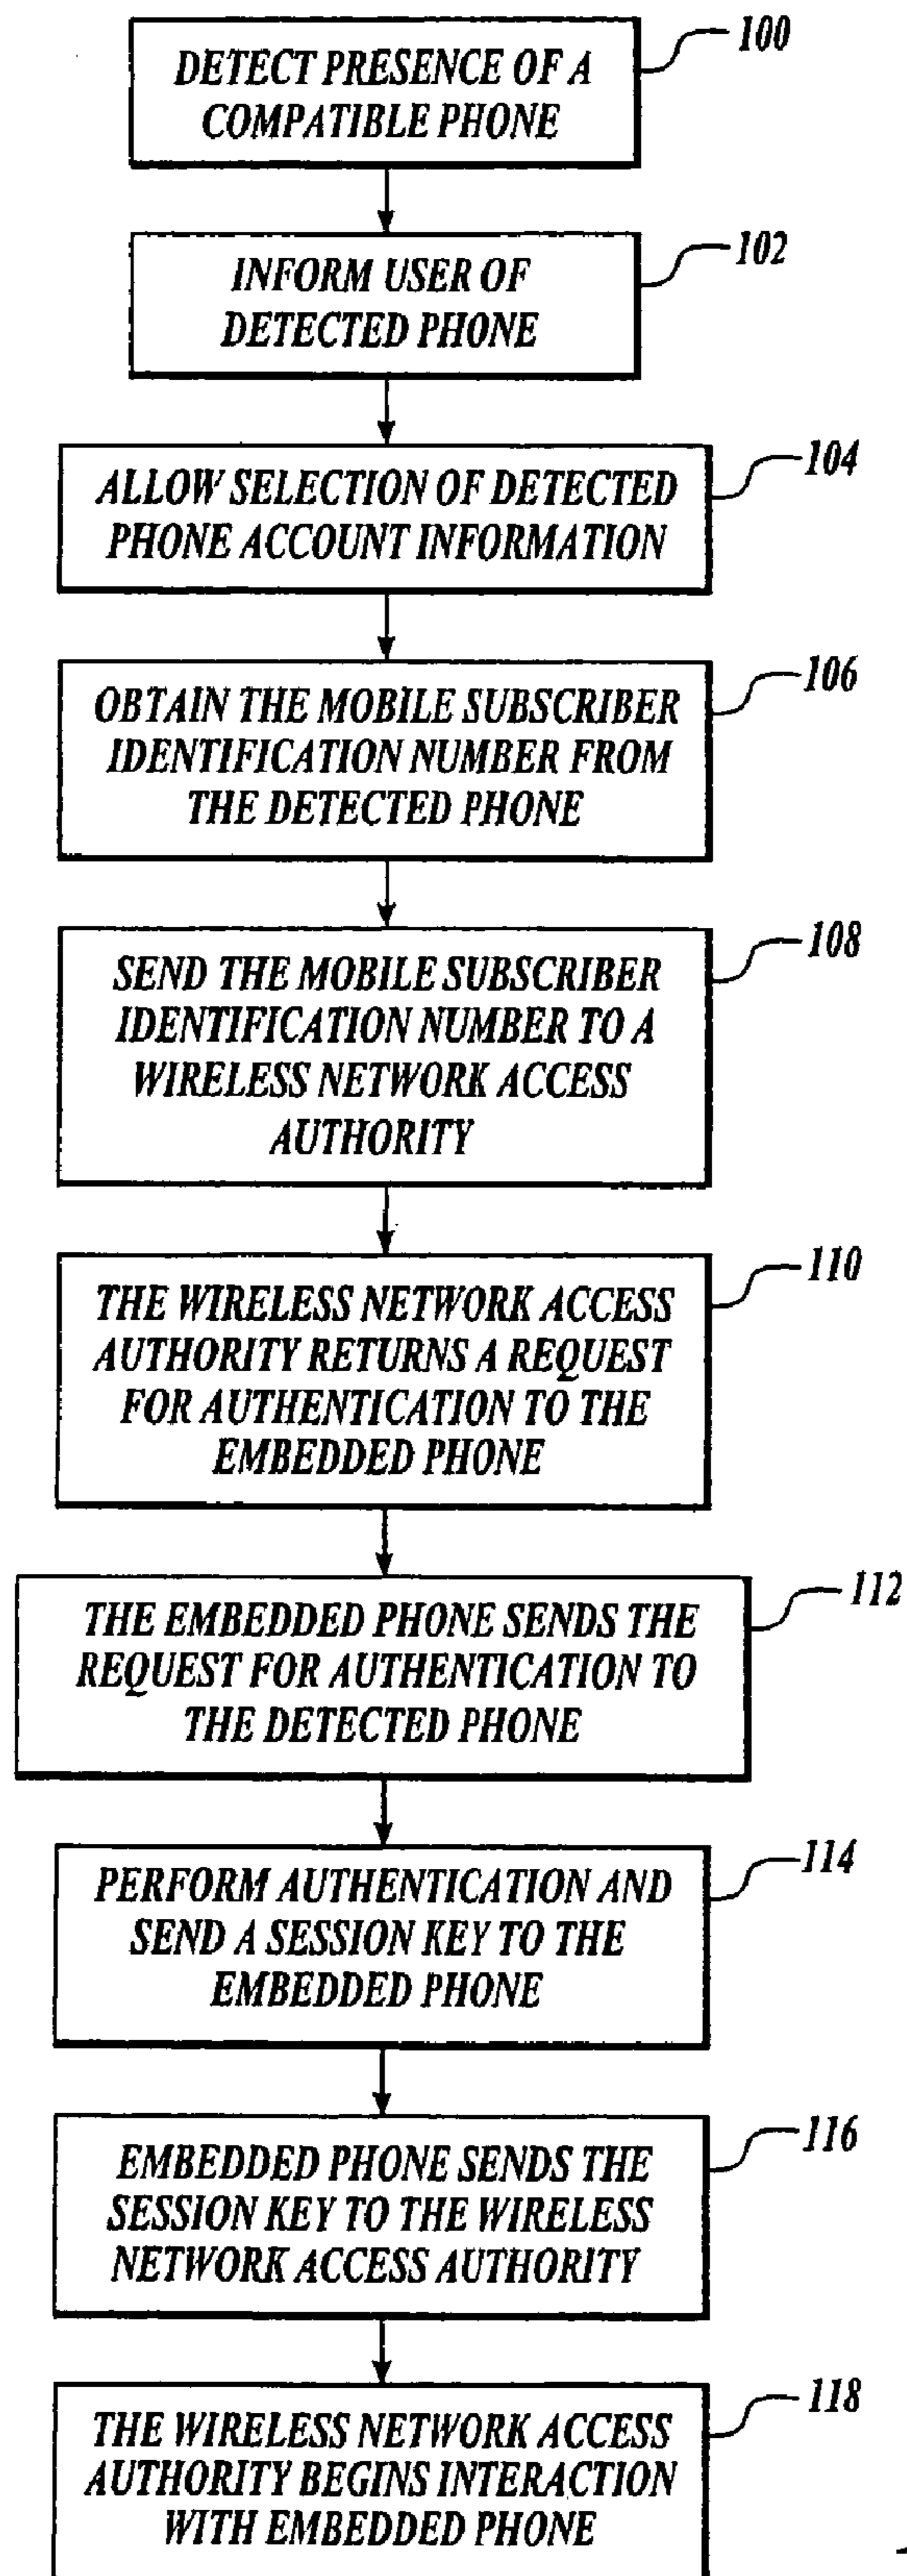 100
DETECT PRESENCE OF A
COMPATIBLE PHONE
102
INFORM USER OF
DETECTED PHONE
104
ALLOW SELECTION OF DETECTED
PHONE ACCOUNT INFORMATION
106
OBTAIN THE MOBILE SUBSCRIBER
IDENTIFICATION NUMBER FROM
THE DETECTED PHONE
108
SEND THE MOBILE SUBSCRIBER
IDENTIFICATION NUMBER TO A
WIRELESS NETWORK ACCESS
AUTHORITY
110
THE WIRELESS NETWORK ACCESS
AUTHORITY RETURNS A REQUEST
FOR AUTHENTICATION TO THE
EMBEDDED PHONE
112
THE EMBEDDED PHONE SENDS THE
REQUEST FOR AUTHENTICATION TO
THE DETECTED PHONE
114
PERFORM AUTHENTICATION AND
SEND A SESSION KEY TO THE
EMBEDDED PHONE
116
EMBEDDED PHONE SENDS THE
SESSION KEY TO THE WIRELESS
NETWORK ACCESS AUTHORITY
118
THE WIRELESS NETWORK ACCESS
AUTHORITY BEGINS INTERACTION
WITH EMBEDDED PHONE